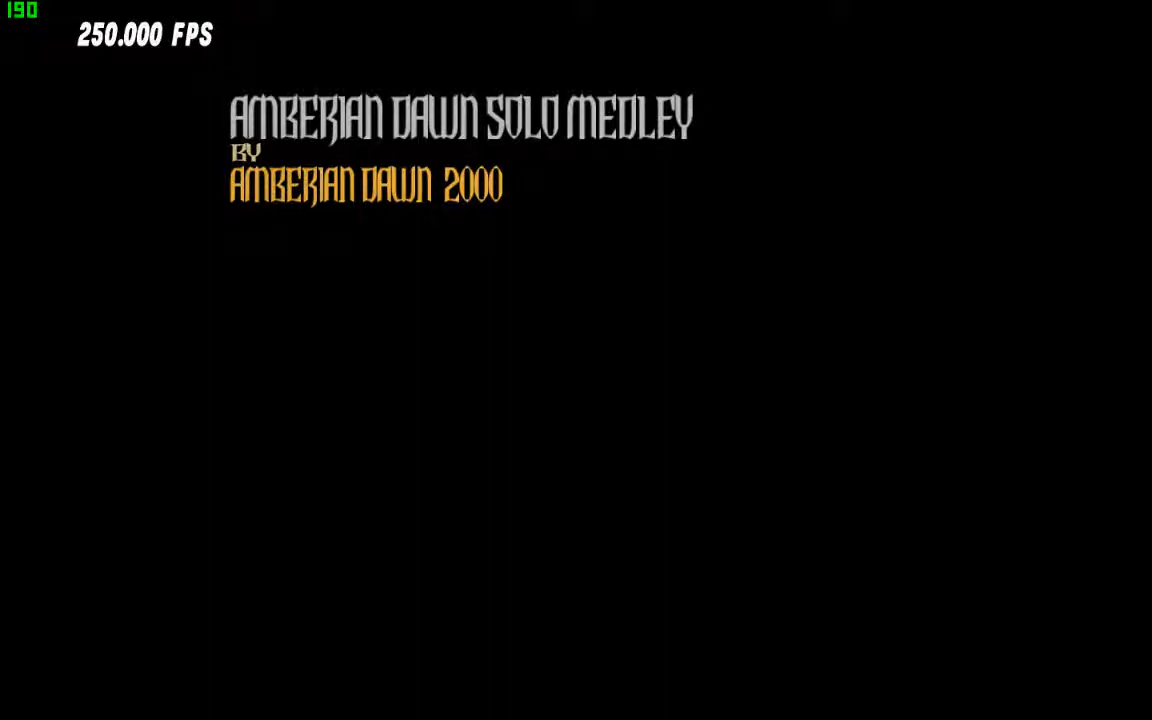 190
250.000 FPS
AMBERIAN DAWN SOLO MEDLEY
BY
AMBERIAN DAWN 2000